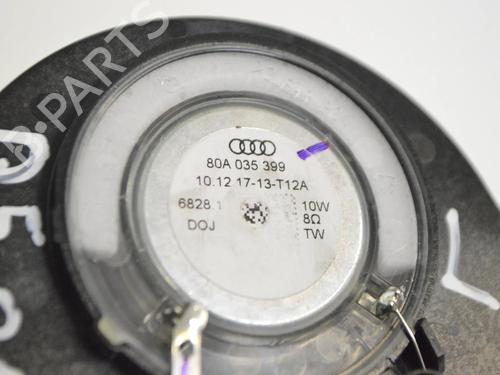 B-PARTS
80A 035 399
10.12 17-13-T12A
6828.1
DOJ
10W
8Ω
TW